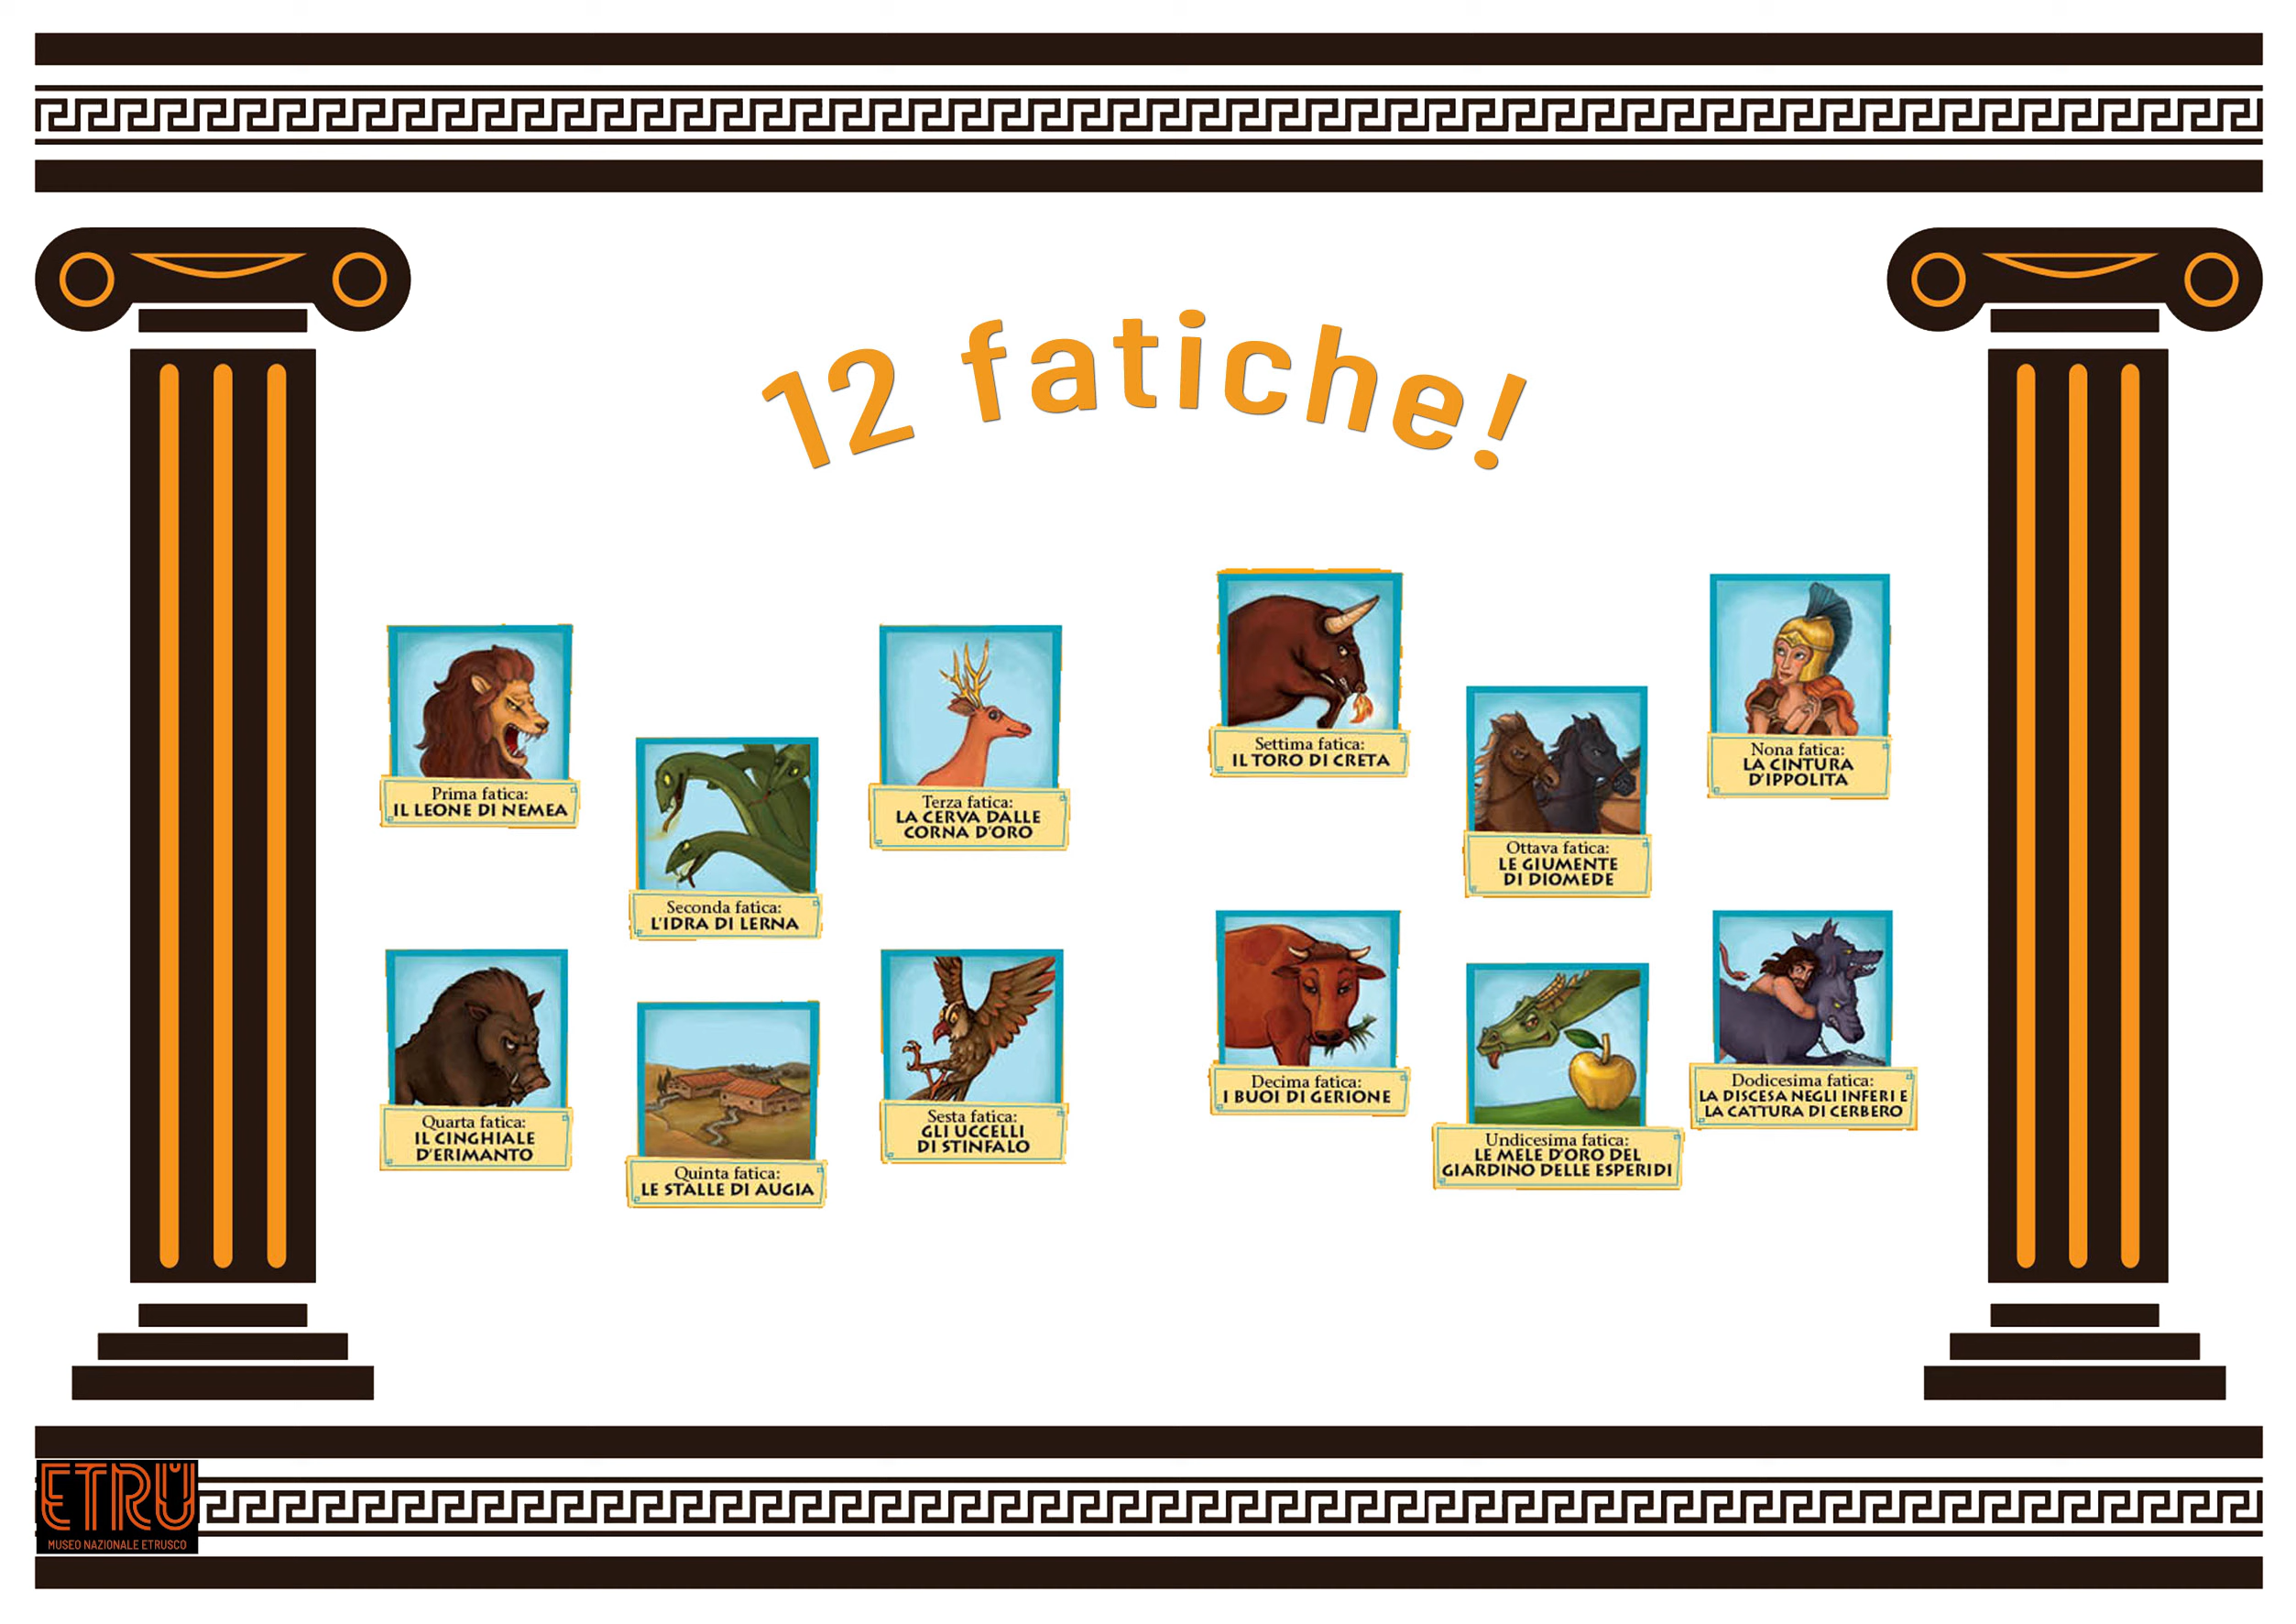 12 fatiche!
Prima fatica:
IL LEONE DI NEMEA
Seconda fatica:
L'IDRA DI LERNA
Terza fatica:
LA CERVA DALLE
CORNA D'ORO
Quarta fatica:
IL CINGHIALE
D'ERIMANTO
Quinta fatica:
LE STALLE DI AUGIA
Sesta fatica:
GLI UCCELLI
DI STINFALO
Settima fatica:
IL TORO DI CRETA
Ottava fatica:
LE GIUMENTE
DI DIOMEDE
Nona fatica:
LA CINTURA
D'IPPOLITA
Decima fatica:
I BUOI DI GERIONE
Undicesima fatica:
LE MELE D'ORO DEL
GIARDINO DELLE ESPERIDI
Dodicesima fatica:
LA DISCESA NEGLI INFERI E
LA CATTURA DI CERBERO
ETRU
MUSEO NAZIONALE ETRUSCO